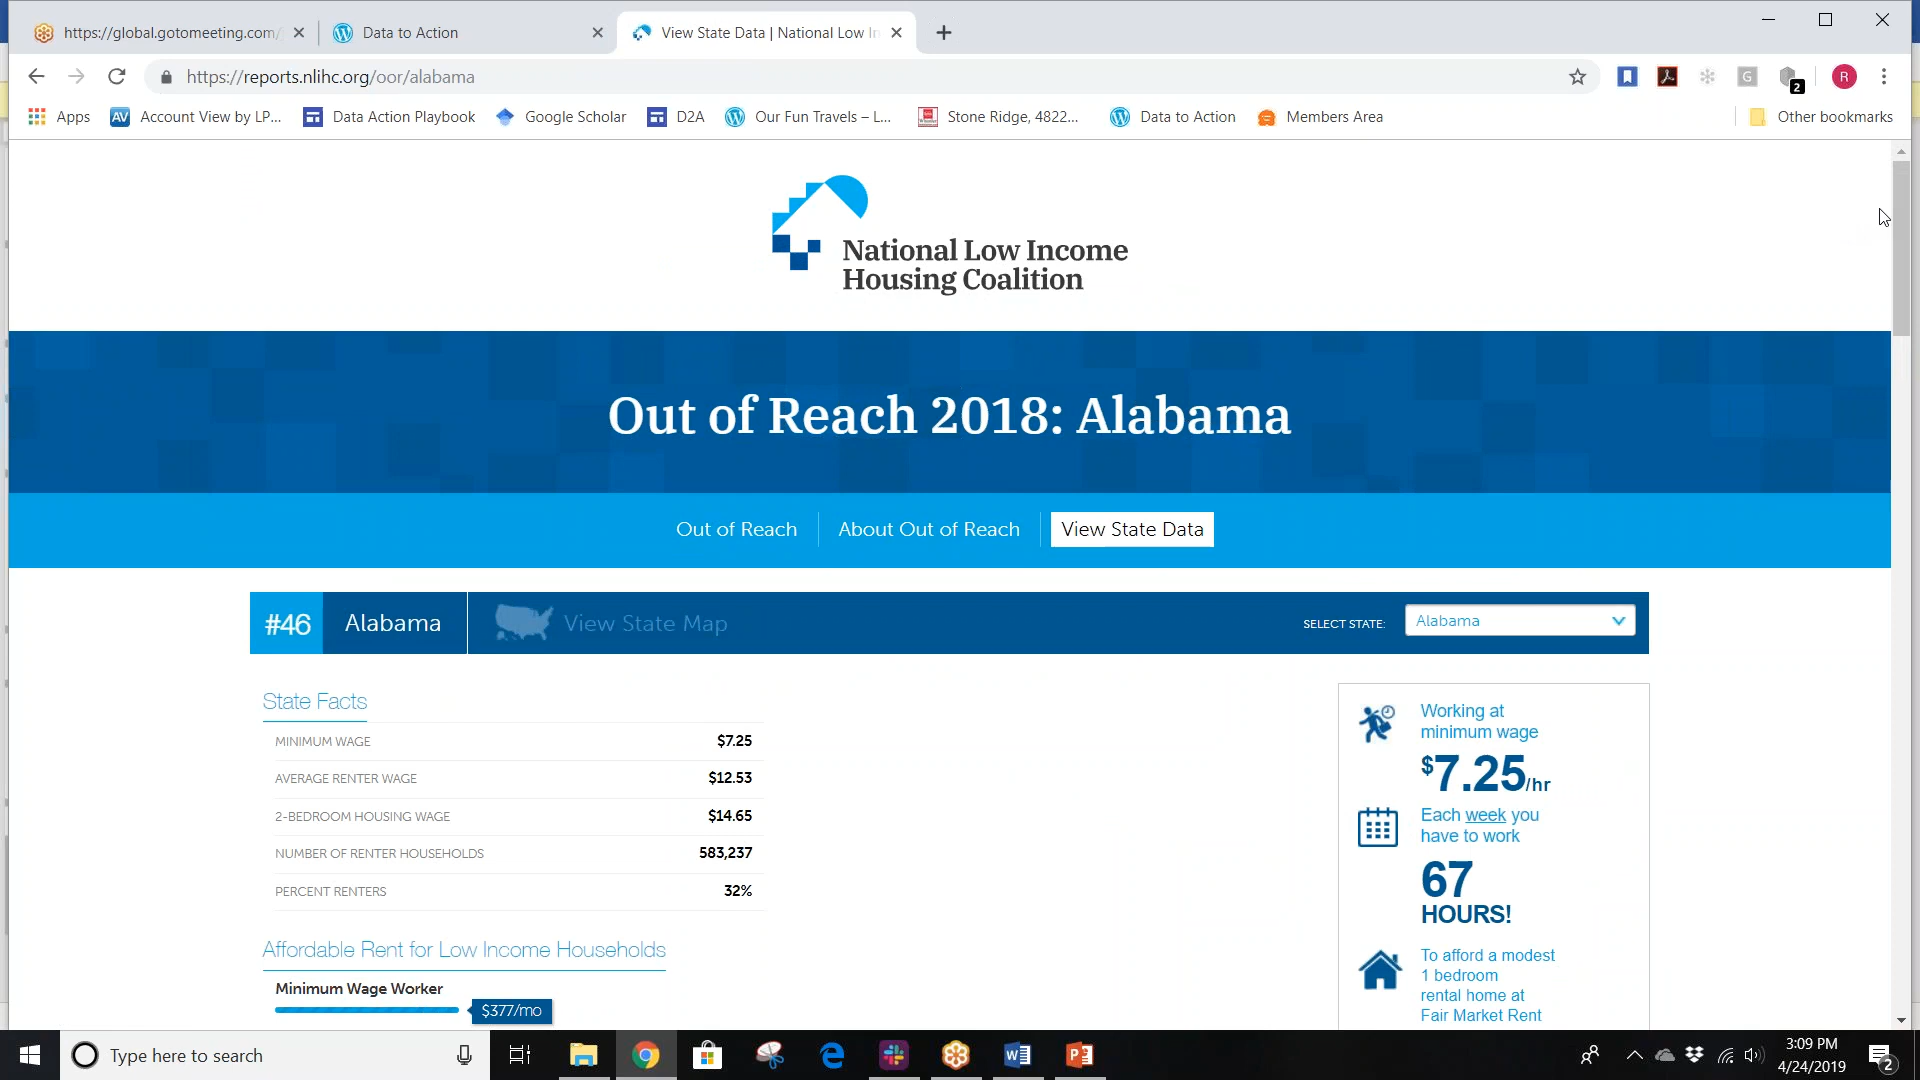 https://global.gotomeeting.com/
Data to Action
View State Data | National Low In
https://reports.nlihc.org/oor/alabama
G
2
R
Apps
AV
Account View by LP...
Data Action Playbook
Google Scholar
D2A
Our Fun Travels – L...
Stone Ridge, 4822...
Data to Action
Members Area
Other bookmarks
National Low Income
Housing Coalition
Out of Reach 2018: Alabama
Out of Reach
About Out of Reach
View State Data
#46
Alabama
View State Map
SELECT STATE:
Alabama
State Facts
MINIMUM WAGE $7.25
AVERAGE RENTER WAGE $12.53
2-BEDROOM HOUSING WAGE $14.65
NUMBER OF RENTER HOUSEHOLDS 583,237
PERCENT RENTERS 32%
Affordable Rent for Low Income Households
Minimum Wage Worker
$377/mo
Working at
minimum wage
$7.25/hr
Each week you
have to work
67
HOURS!
To afford a modest
1 bedroom
rental home at
Fair Market Rent
Type here to search
3:09 PM
4/24/2019
2